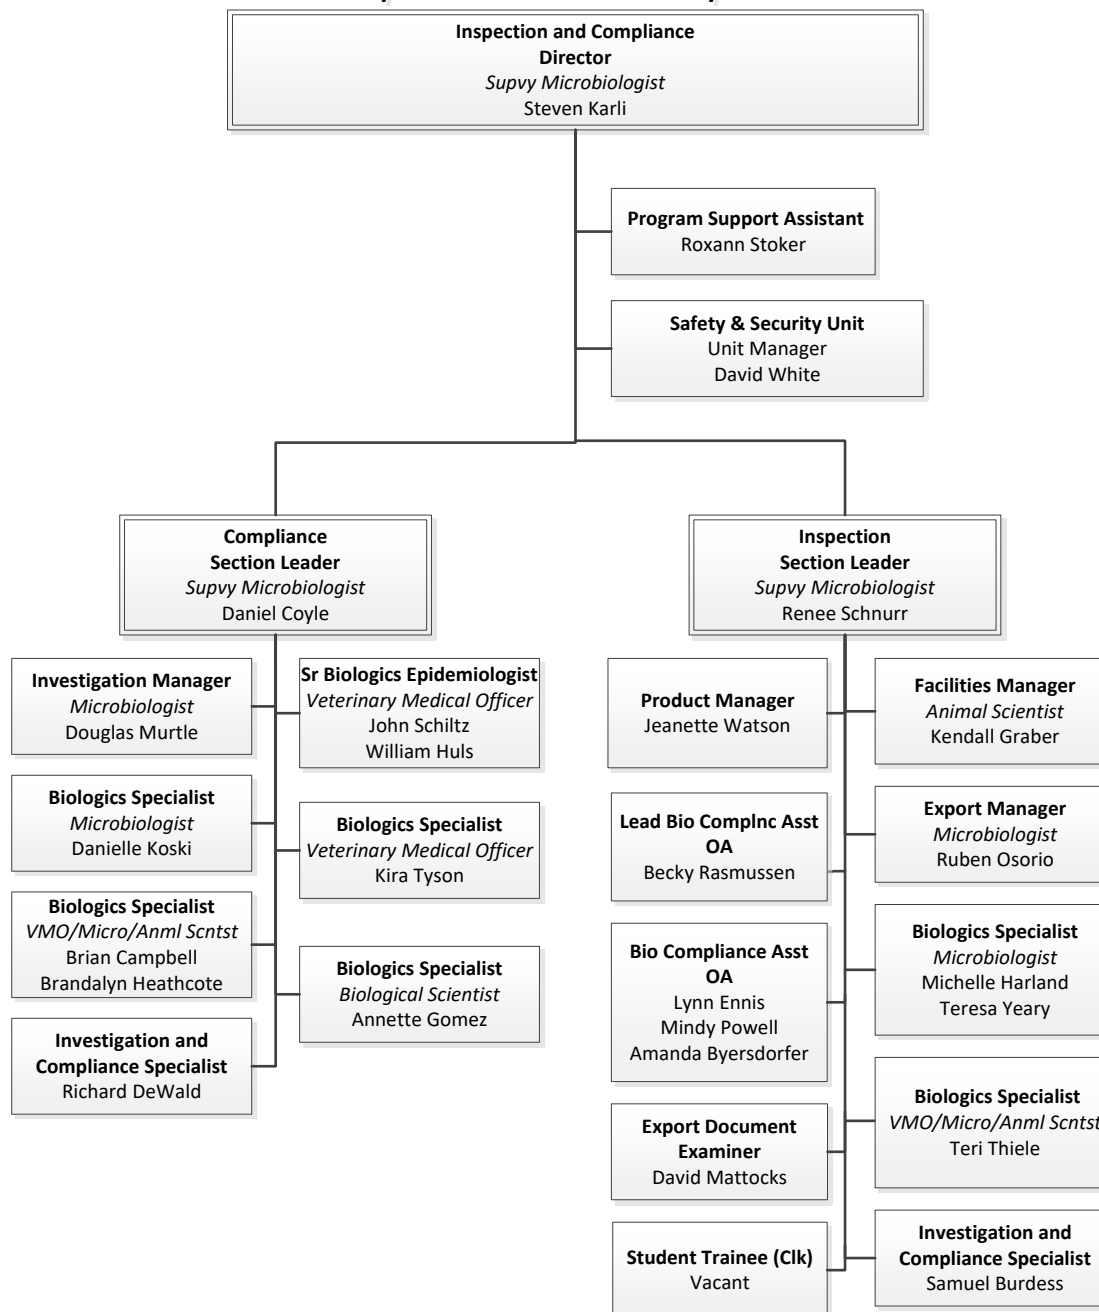 Inspection and Compliance
Director
Supvy Microbiologist
Steven Karli
Program Support Assistant
Roxann Stoker
Safety & Security Unit
Unit Manager
David White
Compliance
Section Leader
Supvy Microbiologist
Daniel Coyle
Inspection
Section Leader
Supvy Microbiologist
Renee Schnurr
Investigation Manager
Microbiologist
Douglas Murtle
Sr Biologics Epidemiologist
Veterinary Medical Officer
John Schiltz
William Huls
Biologics Specialist
Microbiologist
Danielle Koski
Biologics Specialist
Veterinary Medical Officer
Kira Tyson
Biologics Specialist
VMO/Micro/Anml Scntst
Brian Campbell
Brandalyn Heathcote
Biologics Specialist
Biological Scientist
Annette Gomez
Investigation and
Compliance Specialist
Richard DeWald
Product Manager
Jeanette Watson
Facilities Manager
Animal Scientist
Kendall Graber
Lead Bio Complnc Asst
OA
Becky Rasmussen
Export Manager
Microbiologist
Ruben Osorio
Bio Compliance Asst
OA
Lynn Ennis
Mindy Powell
Amanda Byersdorfer
Biologics Specialist
Microbiologist
Michelle Harland
Teresa Yeary
Export Document
Examiner
David Mattocks
Biologics Specialist
VMO/Micro/Anml Scntst
Teri Thiele
Student Trainee (Clk)
Vacant
Investigation and
Compliance Specialist
Samuel Burdess